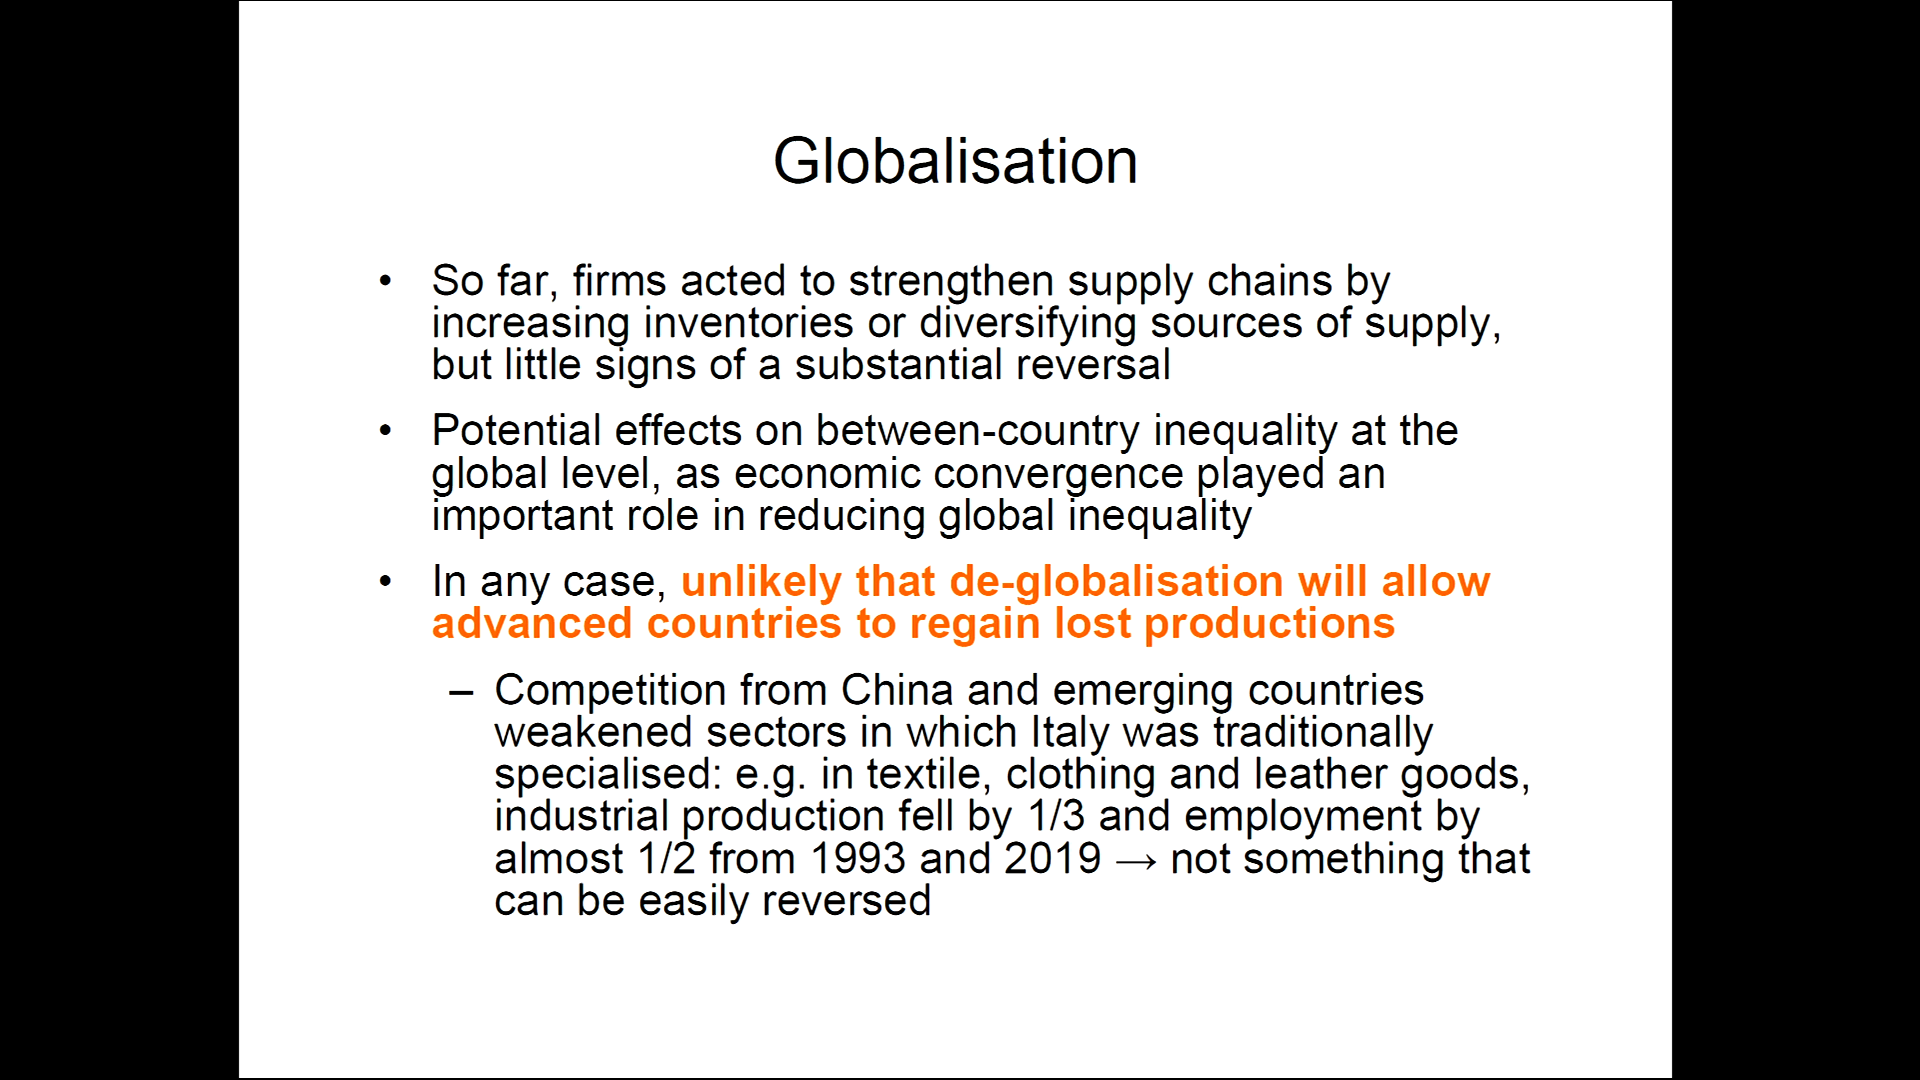 Globalisation
• So far, firms acted to strengthen supply chains by
increasing inventories or diversifying sources of supply,
but little signs of a substantial reversal
• Potential effects on between-country inequality at the
global level, as economic convergence played an
important role in reducing global inequality
• In any case, unlikely that de-globalisation will allow
advanced countries to regain lost productions
– Competition from China and emerging countries
weakened sectors in which Italy was traditionally
specialised: e.g. in textile, clothing and leather goods,
industrial production fell by 1/3 and employment by
almost 1/2 from 1993 and 2019 → not something that
can be easily reversed